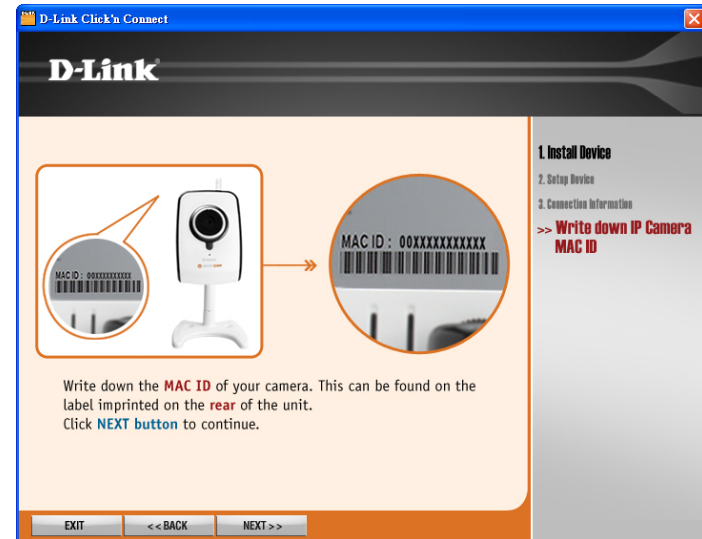 D-Link Click'n Connect
D-Link
1. Install Device
2. Setup Device
3. Connection Information
>> Write down IP Camera
MAC ID
MAC ID : 00XXXXXXXXXX
MAC ID : 00XXXXXXXXXX
Write down the MAC ID of your camera. This can be found on the
label imprinted on the rear of the unit.
Click NEXT button to continue.
EXIT
<< BACK
NEXT >>